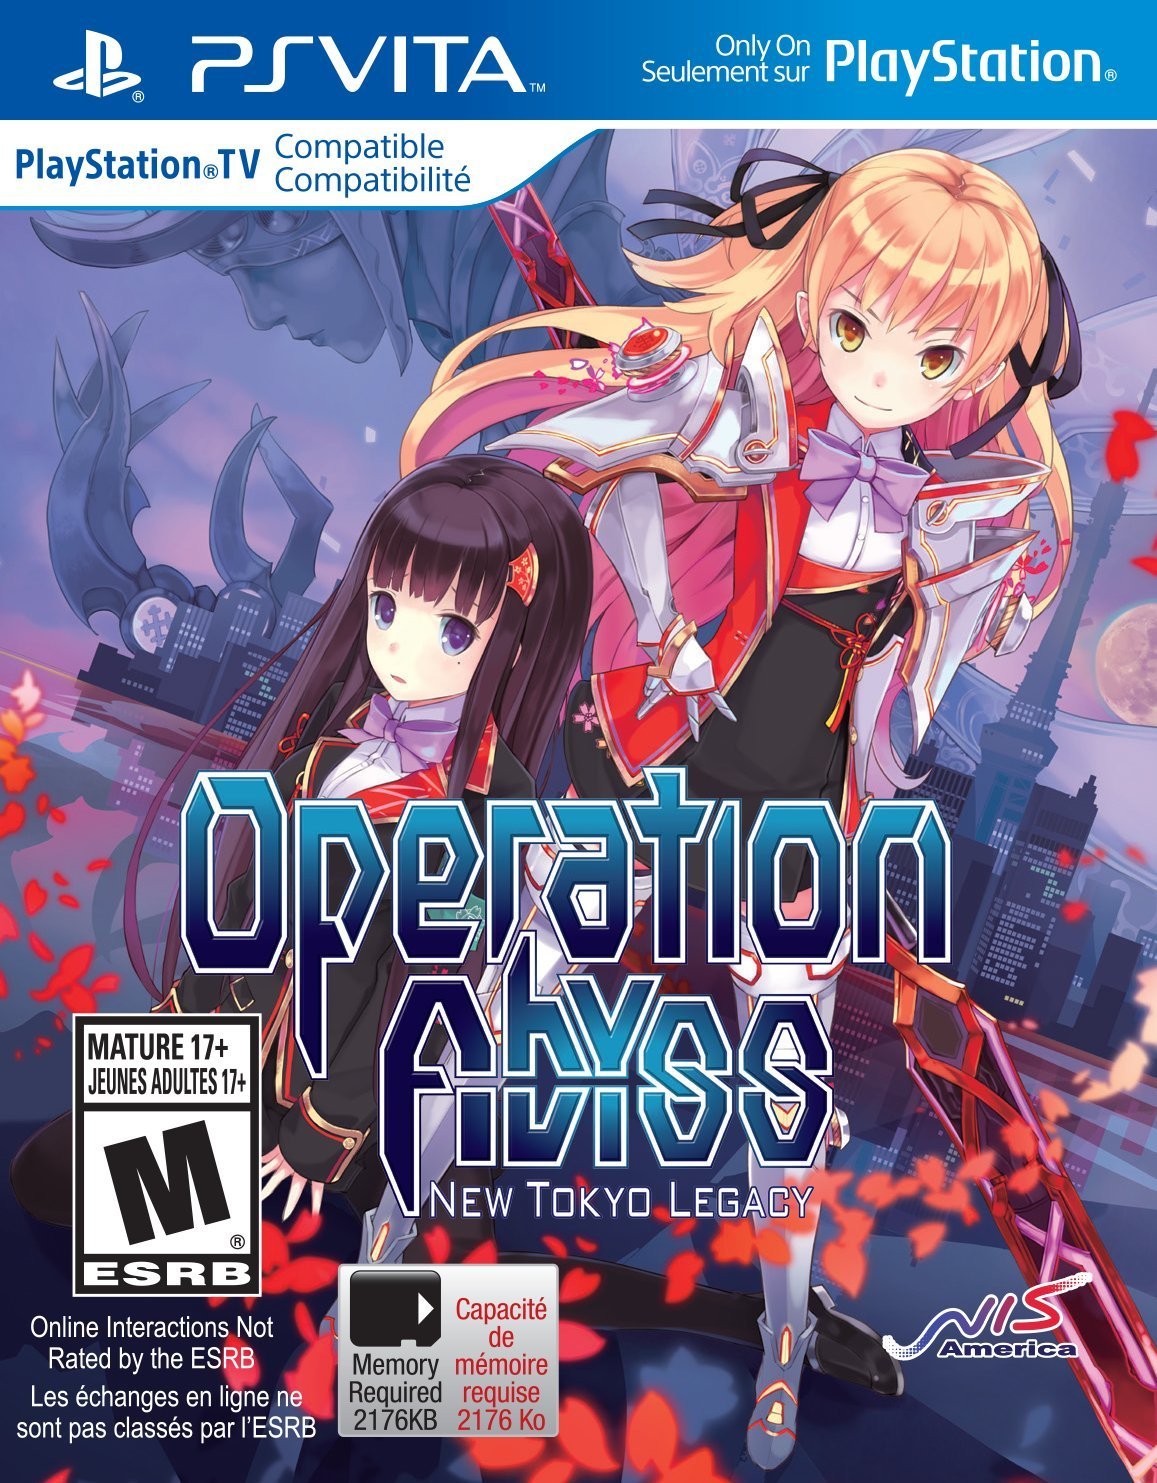 PSVITA™
Only On
Seulement sur
PlayStation®
PlayStation®TV
Compatible
Compatibilité
Operation
Abyss
NEW TOKYO LEGACY
MATURE 17+
JEUNES ADULTES 17+
M
®
ESRB
Online Interactions Not
Rated by the ESRB
Les échanges en ligne ne
sont pas classés par l'ESRB
Memory
Required
2176KB
Capacité
de
mémoire
requise
2176 Ko
NIS
America